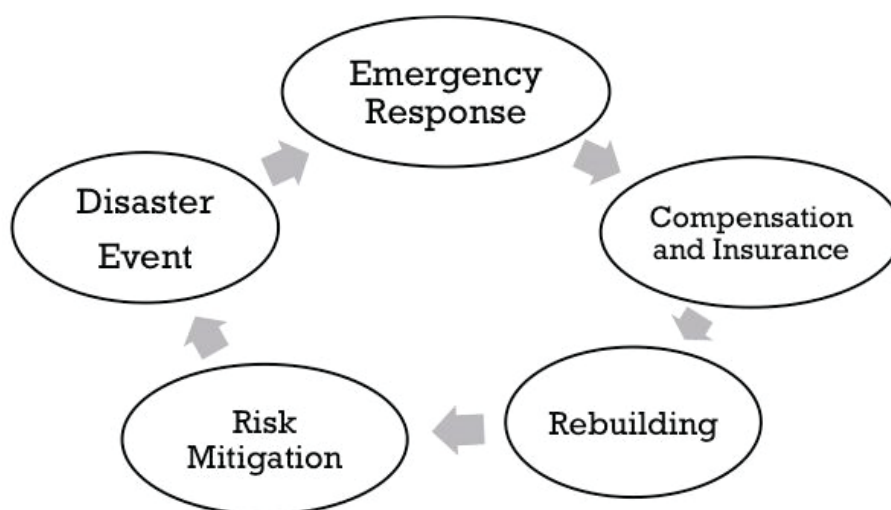 Emergency
Response
Disaster
Event
Compensation
and Insurance
Risk
Mitigation
Rebuilding